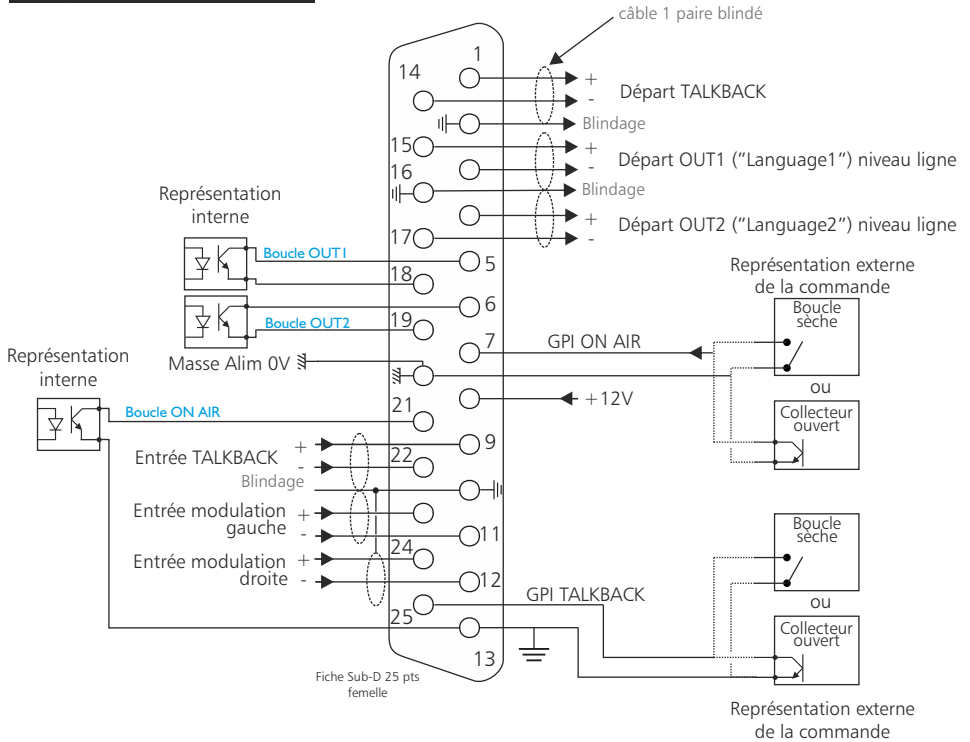 câble 1 paire blindé
1
14
+
Départ TALKBACK
-
Blindage
15
+
Départ OUT1 ("Language1") niveau ligne
-
16
Blindage
Représentation
interne
+
Départ OUT2 ("Language2") niveau ligne
17
-
Boucle OUT1
5
Représentation externe
de la commande
18
6
Boucle
sèche
Boucle OUT2
19
7
GPI ON AIR
Représentation
interne
Masse Alim 0V
ou
+12V
21
Boucle ON AIR
Collecteur
ouvert
9
+
Entrée TALKBACK
-
22
Blindage
Entrée modulation
gauche
+
-
11
Boucle
sèche
24
Entrée modulation
droite
+
-
12
GPI TALKBACK
ou
25
Collecteur
ouvert
13
Fiche Sub-D 25 pts
femelle
Représentation externe
de la commande